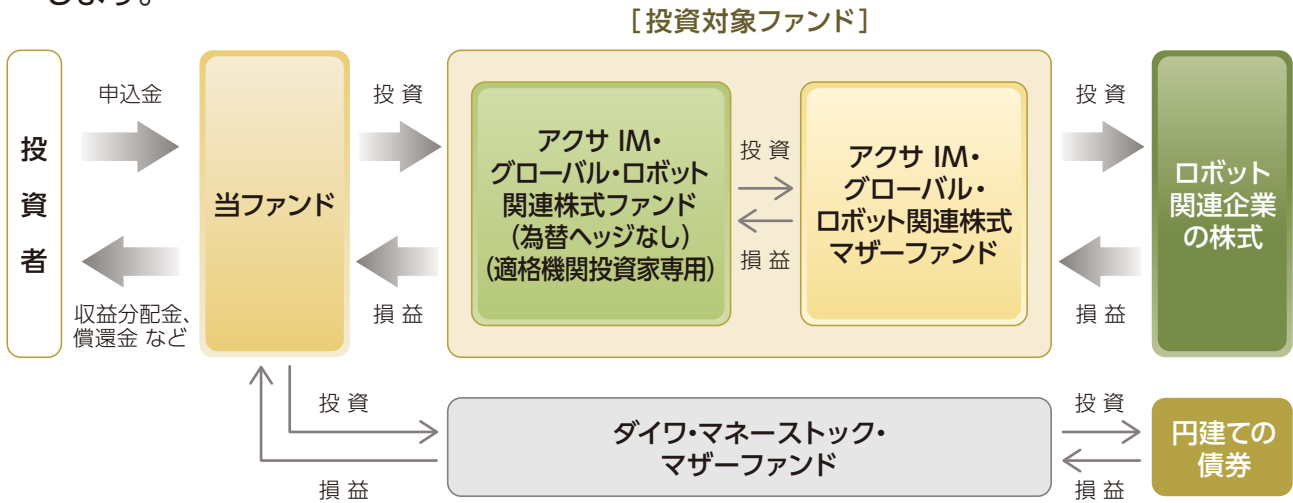 します。
[投資対象ファンド]
投資者
申込金
収益分配金、
償還金 など
当ファンド
投 資
損 益
アクサ IM・
グローバル・ロボット
関連株式ファンド
(為替ヘッジなし)
(適格機関投資家専用)
投 資
損 益
アクサ IM・
グローバル・
ロボット関連株式
マザーファンド
投 資
損 益
ロボット
関連企業
の株式
投 資
損 益
ダイワ・マネーストック・
マザーファンド
投 資
損 益
円建ての
債券